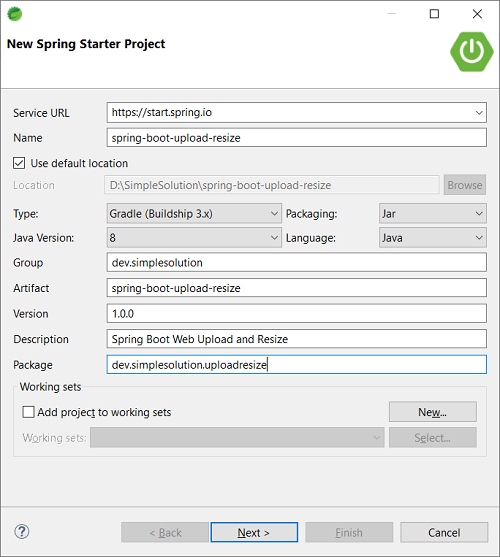 New Spring Starter Project
Service URL https://start.spring.io
Name spring-boot-upload-resize
Use default location
Location D:\SimpleSolution\spring-boot-upload-resize Browse
Type: Gradle (Buildship 3.x) Packaging: Jar
Java Version: 8 Language: Java
Group dev.simplesolution
Artifact spring-boot-upload-resize
Version 1.0.0
Description Spring Boot Web Upload and Resize
Package dev.simplesolution.uploadresize
Working sets
Add project to working sets New...
Working sets: Select...
? < Back Next > Finish Cancel